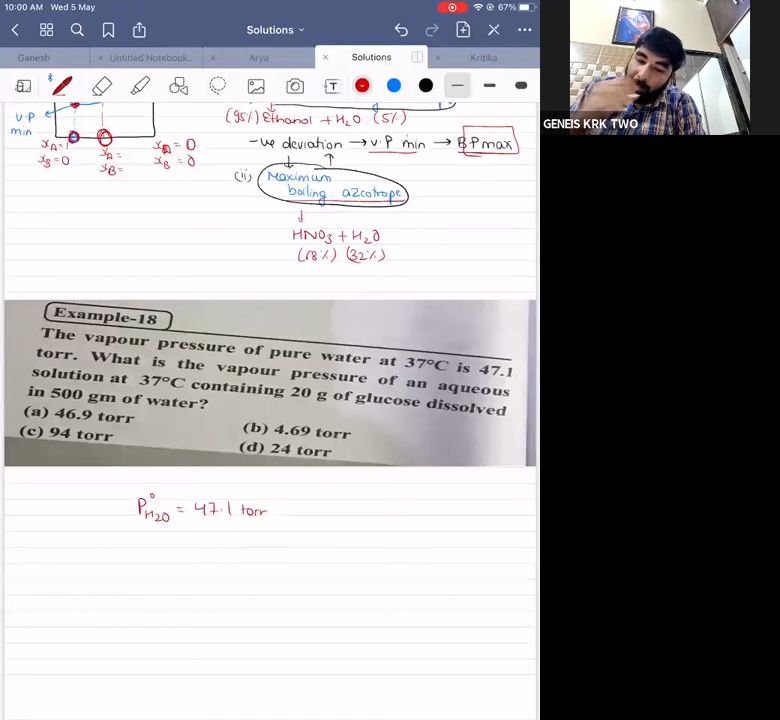 10:00 AM Wed 5 May
67%
Solutions
Ganesh
Untitled Notebook...
Arya
Solutions
Kritika
V.P
min
xA=1
xB=0
xA=
xB=
= 0
xB = 0
(95%) Ethanol + H2O (5%)
-ve deviation → V.P min → B.P max
(ii) Maximum
boiling azeotrope
HNO3 + H2O
(68%) (32%)
Example-18
The vapour pressure of pure water at 37°C is 47.1
torr. What is the vapour pressure of an aqueous
solution at 37°C containing 20 g of glucose dissolved
in 500 gm of water?
(a) 46.9 torr
(b) 4.69 torr
(c) 94 torr
(d) 24 torr
P°H2O = 47.1 torr
GENEIS KRK TWO